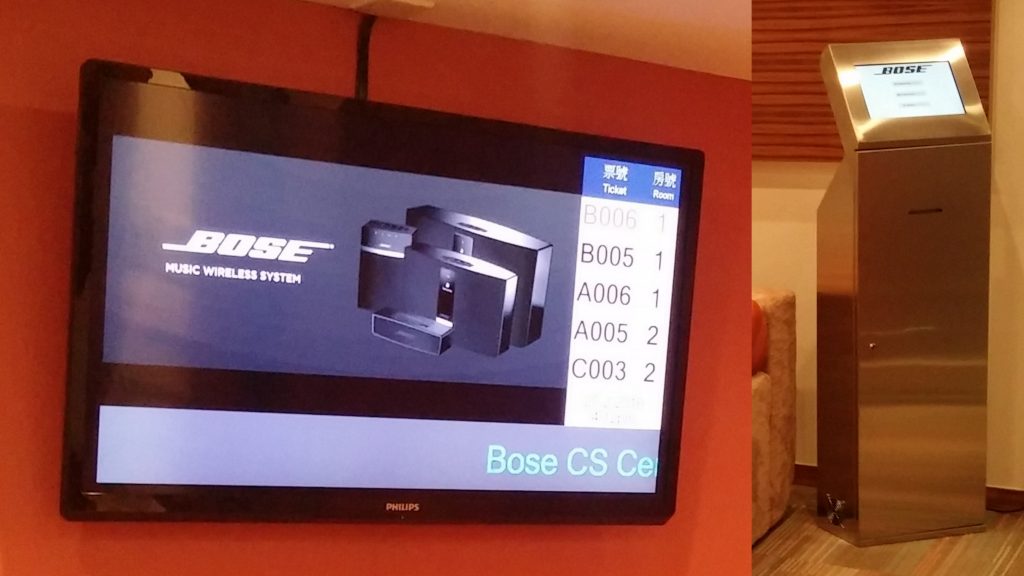 BOSE
MUSIC WIRELESS SYSTEM
票號 房號
Ticket Room
B006 1
B005 1
A006 1
A005 2
C003 2
Bose CS Ce
PHILIPS
BOSE